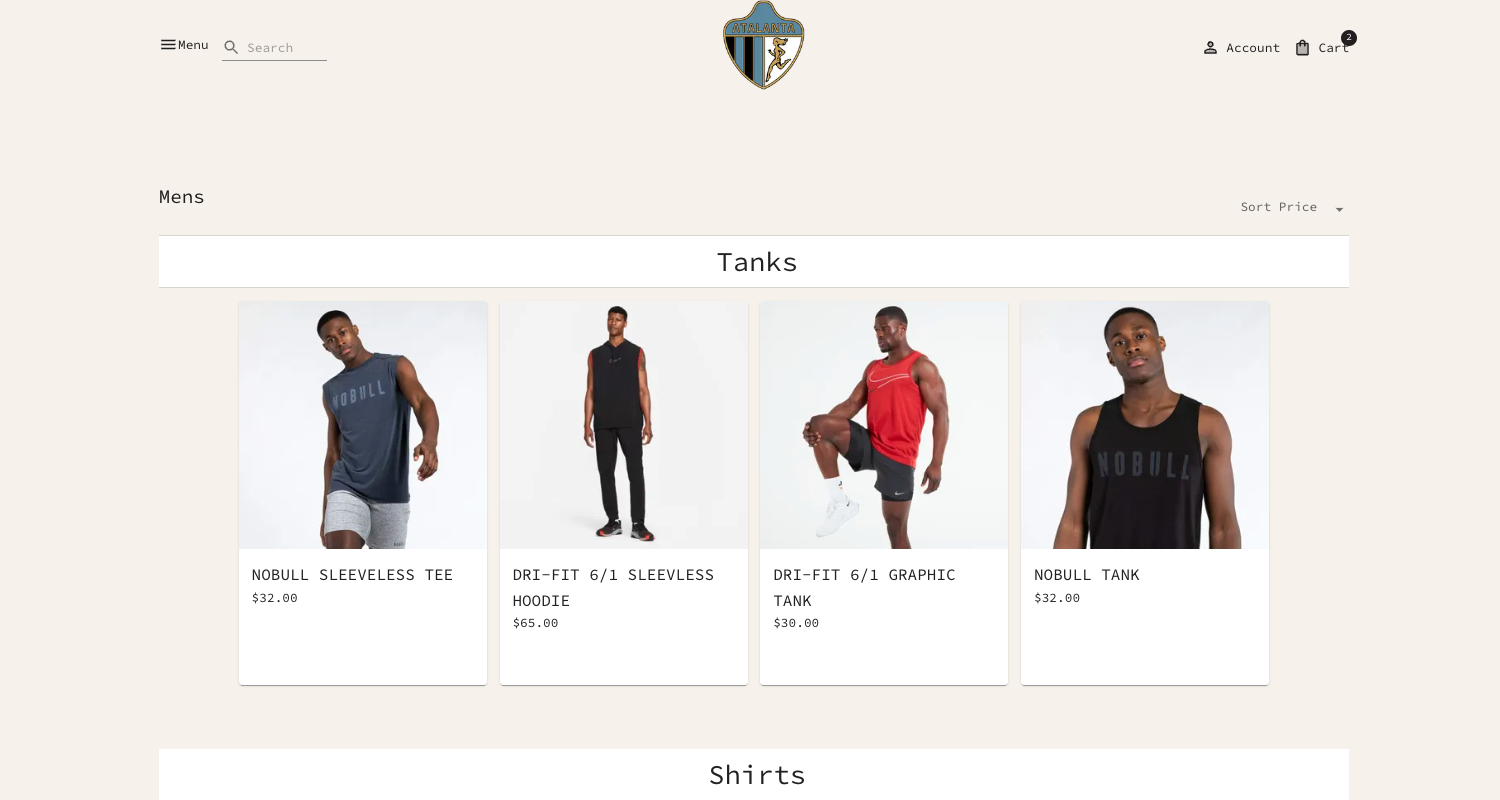 Menu
Search
ATALANTA
Account
Cart
2
Mens
Sort Price
Tanks
NOBULL
NOBULL
NOBULL SLEEVELESS TEE
$32.00
DRI-FIT 6/1 SLEEVLESS
HOODIE
$65.00
DRI-FIT 6/1 GRAPHIC
TANK
$30.00
NOBULL TANK
$32.00
Shirts